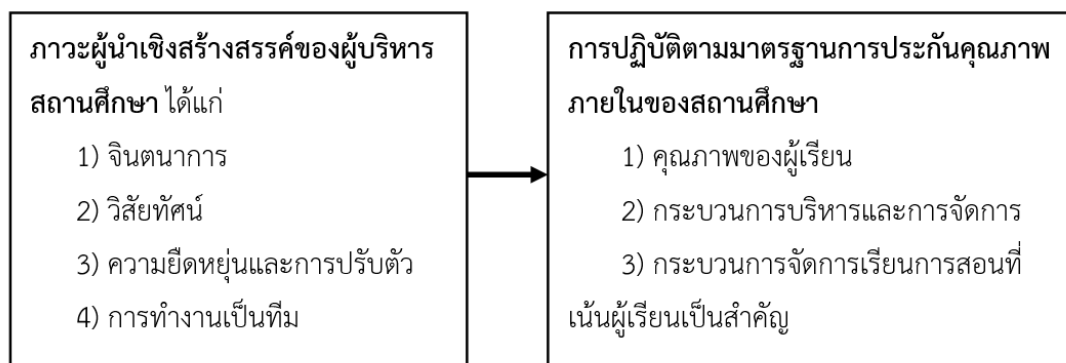 ภาวะผู้นำเชิงสร้างสรรค์ของผู้บริหาร
สถานศึกษา ได้แก่
1) จินตนาการ
2) วิสัยทัศน์
3) ความยืดหยุ่นและการปรับตัว
4) การทำงานเป็นทีม
การปฏิบัติตามมาตรฐานการประกันคุณภาพ
ภายในของสถานศึกษา
1) คุณภาพของผู้เรียน
2) กระบวนการบริหารและการจัดการ
3) กระบวนการจัดการเรียนการสอนที่
เน้นผู้เรียนเป็นสำคัญ